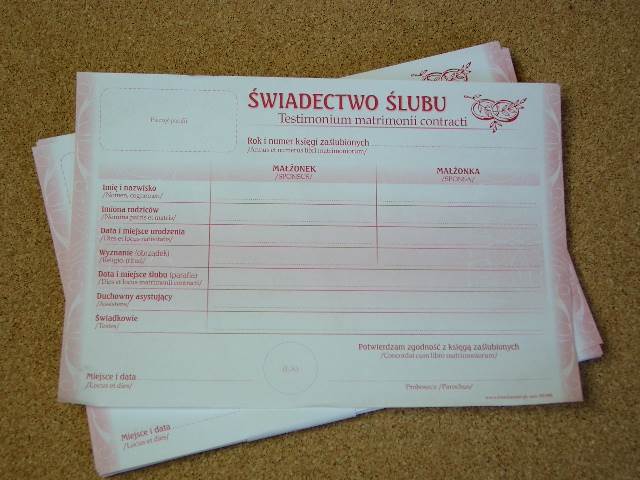 ŚWIADECTWO ŚLUBU
Testimonium matrimonii contracti
Pieczęć parafii
Rok i numer księgi zaślubionych
/Annus et numerus libri matrimoniorum/
MAŁŻONEK
/SPONSUS/
MAŁŻONKA
/SPONSA/
Imię i nazwisko
/Nomen, cognomen/
Imiona rodziców
/Nomina patris et matris/
Data i miejsce urodzenia
/Dies et locus nativitatis/
Wyznanie (obrządek)
/Religio (ritus)/
Data i miejsce ślubu (parafia)
/Dies et locus matrimonii contracti/
Duchowny asystujący
/Assistens/
Świadkowie
/Testes/
Potwierdzam zgodność z księgą zaślubionych
/Concordat cum libro matrimoniorum/
(L.S.)
Miejsce i data
/Locus et dies/
Proboszcz /Parochus/
Miejsce i data
/Locus et dies/